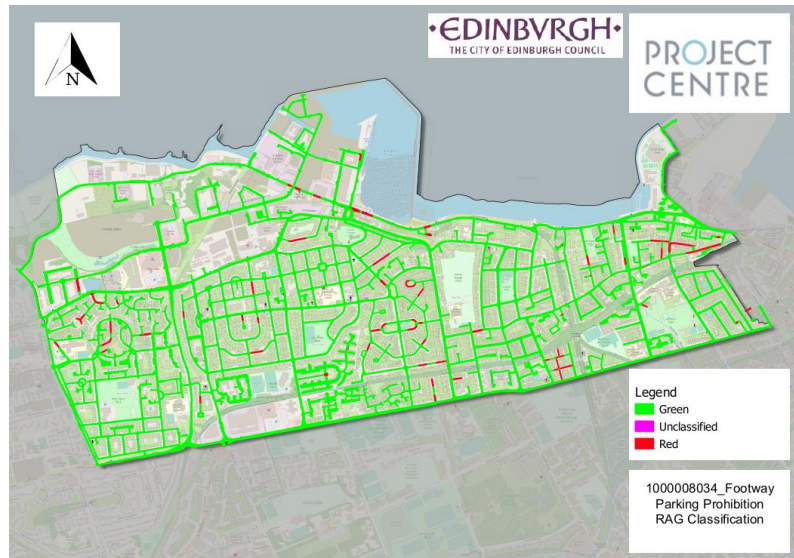 ·EDINBVRGH·
THE CITY OF EDINBURGH COUNCIL
PROJECT
CENTRE
N
Legend
Green
Unclassified
Red
1000008034_Footway
Parking Prohibition
RAG Classification